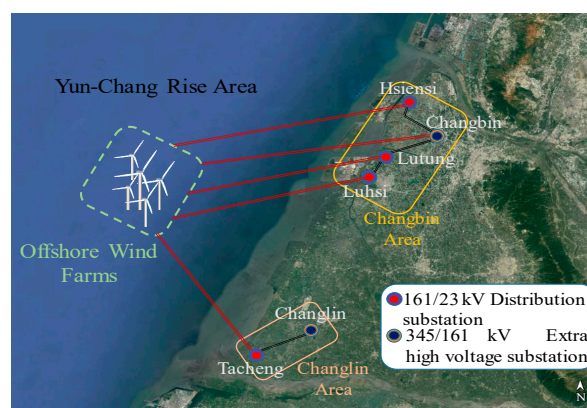 Hsiensi
Yun-Chang Rise Area
Changbin
Lutung
Luhsi
Changbin
Area
Offshore Wind
Farms
161/23 kV Distribution
substation
345/161 kV Extra
high voltage substation
Changlin
Tacheng
Changlin
Area
N